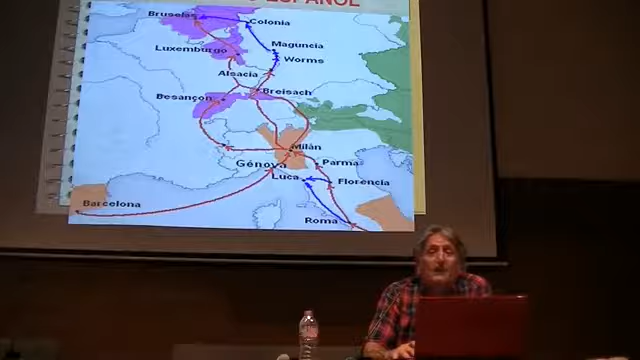 ESPAÑOL
Bruselas
Colonia
Maguncia
Luxemburgo
Worms
Alsacia
Breisach
Besançon
Milán
Génova
Parma
Luca
Florencia
Barcelona
Roma